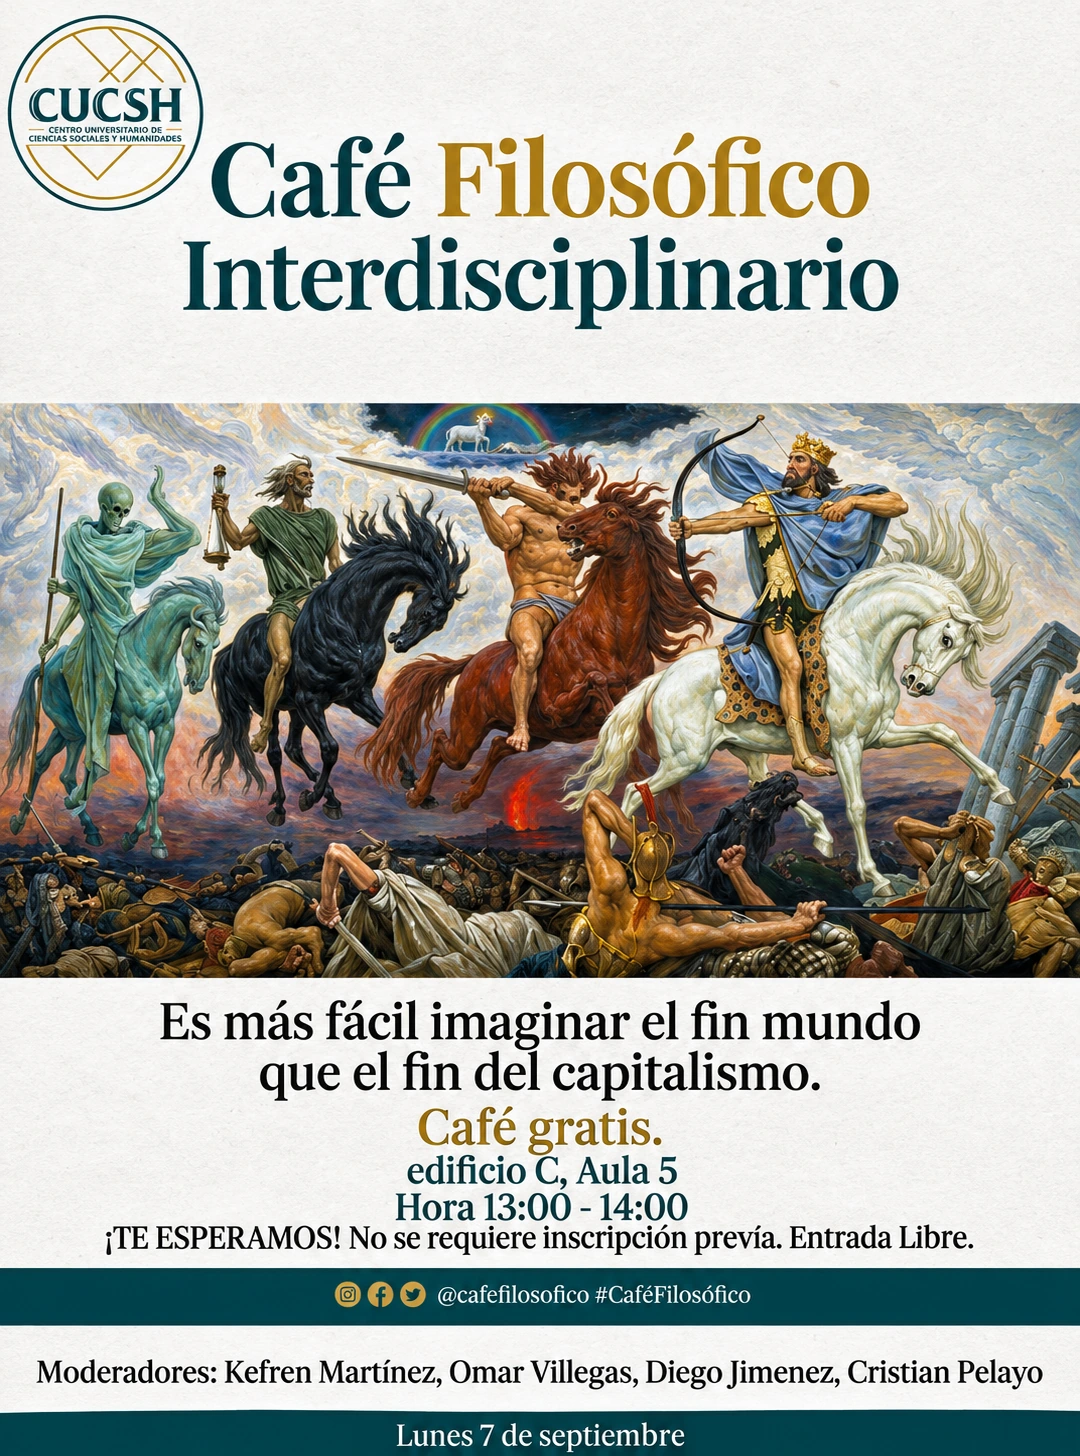 CUCSH
CENTRO UNIVERSITARIO DE
CIENCIAS SOCIALES Y HUMANIDADES
Café Filosófico
Interdisciplinario
Es más fácil imaginar el fin mundo
que el fin del capitalismo.
Café gratis.
edificio C, Aula 5
Hora 13:00 - 14:00
¡TE ESPERAMOS! No se requiere inscripción prevía. Entrada Libre.
@cafefilosofico #CaféFilosófico
Moderadores: Kefren Martínez, Omar Villegas, Diego Jimenez, Cristian Pelayo
Lunes 7 de septiembre